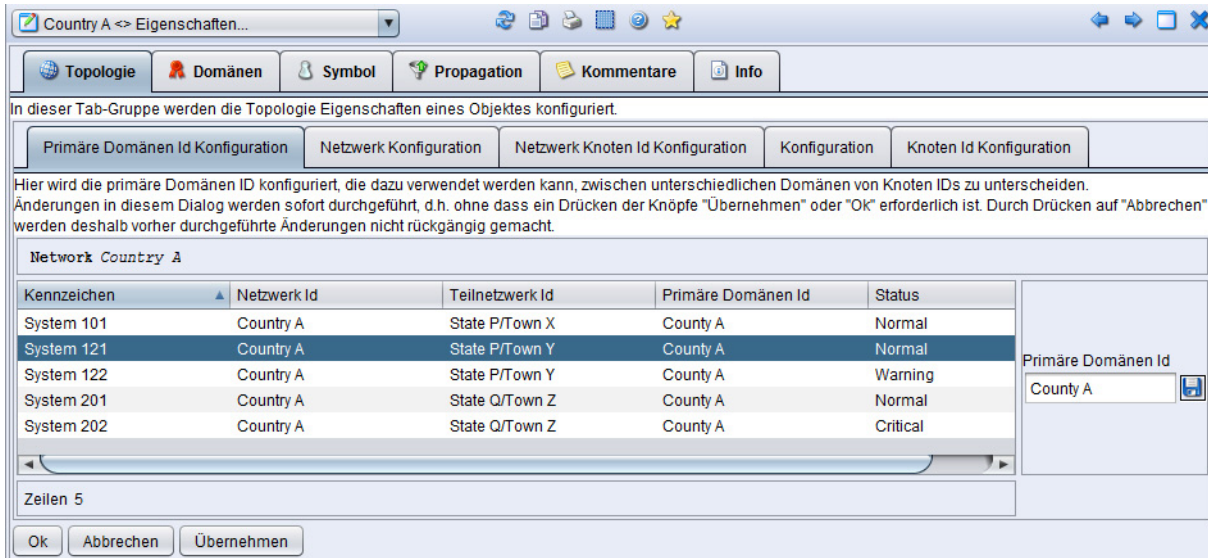 Country A <> Eigenschaften...
Topologie Domänen Symbol Propagation Kommentare Info
In dieser Tab-Gruppe werden die Topologie Eigenschaften eines Objektes konfiguriert.
Primäre Domänen Id Konfiguration Netzwerk Konfiguration Netzwerk Knoten Id Konfiguration Konfiguration Knoten Id Konfiguration
Hier wird die primäre Domänen ID konfiguriert, die dazu verwendet werden kann, zwischen unterschiedlichen Domänen von Knoten IDs zu unterscheiden.
Änderungen in diesem Dialog werden sofort durchgeführt, d.h. ohne dass ein Drücken der Knöpfe "Übernehmen" oder "Ok" erforderlich ist. Durch Drücken auf "Abbrechen"
werden deshalb vorher durchgeführte Änderungen nicht rückgängig gemacht.
Network Country A
Kennzeichen Netzwerk Id Teilnetzwerk Id Primäre Domänen Id Status
System 101 Country A State P/Town X County A Normal
System 121 Country A State P/Town Y County A Normal
System 122 Country A State P/Town Y County A Warning
System 201 Country A State Q/Town Z County A Normal
System 202 Country A State Q/Town Z County A Critical
Primäre Domänen Id
County A
Zeilen 5
Ok Abbrechen Übernehmen